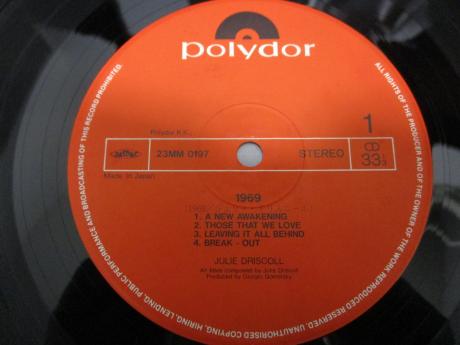 polydor
ALL RIGHTS OF THE PRODUCER AND OF THE OWNER OF THE WORK REPRODUCED RESERVED. UNAUTHORISED COPYING, HIRING, LENDING, PUBLIC PERFORMANCE AND BROADCASTING OF THIS RECORD PROHIBITED.
Polydor K.K.
1
23MM 0197
STEREO
CD
33 1/3
Made in Japan
1969
1. A NEW AWAKENING
2. THOSE THAT WE LOVE
3. LEAVING IT ALL BEHIND
4. BREAK - OUT
JULIE DRISCOLL
All titles composed by Julie Driscoll
Produced by Giorgio Gomelsky